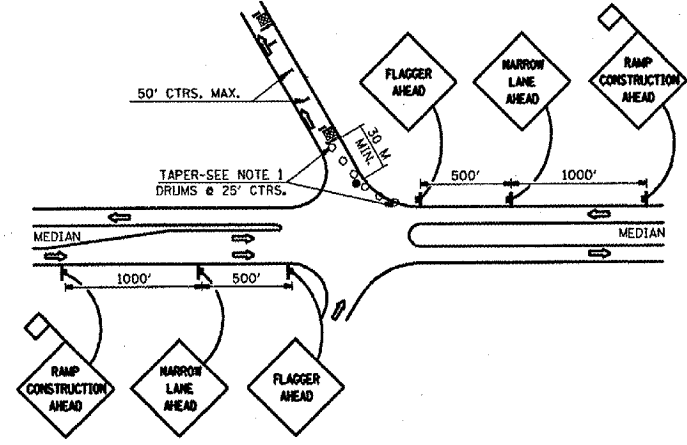 FLAGGER
AHEAD
NARROW
LANE
AHEAD
RAMP
CONSTRUCTION
AHEAD
50' CTRS. MAX.
30 M
MIN.
TAPER-SEE NOTE 1
DRUMS @ 25' CTRS.
500'
1000'
MEDIAN
MEDIAN
1000'
500'
RAMP
CONSTRUCTION
AHEAD
NARROW
LANE
AHEAD
FLAGGER
AHEAD